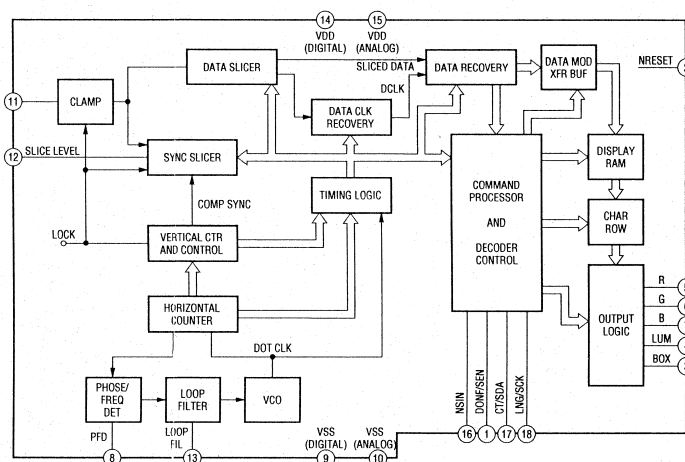 14
15
VDD
(DIGITAL)
VDD
(ANALOG)
DATA SLICER
SLICED DATA
DATA RECOVERY
DATA MOD
XFR BUF
NRESET
11
CLAMP
DCLK
DATA CLK
RECOVERY
12
SLICE LEVEL
SYNC SLICER
DISPLAY
RAM
TIMING LOGIC
COMMAND
PROCESSOR
AND
DECODER
CONTROL
COMP SYNC
CHAR
ROW
LOCK
VERTICAL CTR
AND CONTROL
HORIZONTAL
COUNTER
OUTPUT
LOGIC
R
G
B
LUM
BOX
DOT CLK
PHOSE/
FREQ
DET
LOOP
FILTER
VCO
NSIN
DONF/SEN
CT/SDA
LNG/SCK
PFD
LOOP
FIL
VSS
(DIGITAL)
VSS
(ANALOG)
16
1
17
18
8
13
9
10